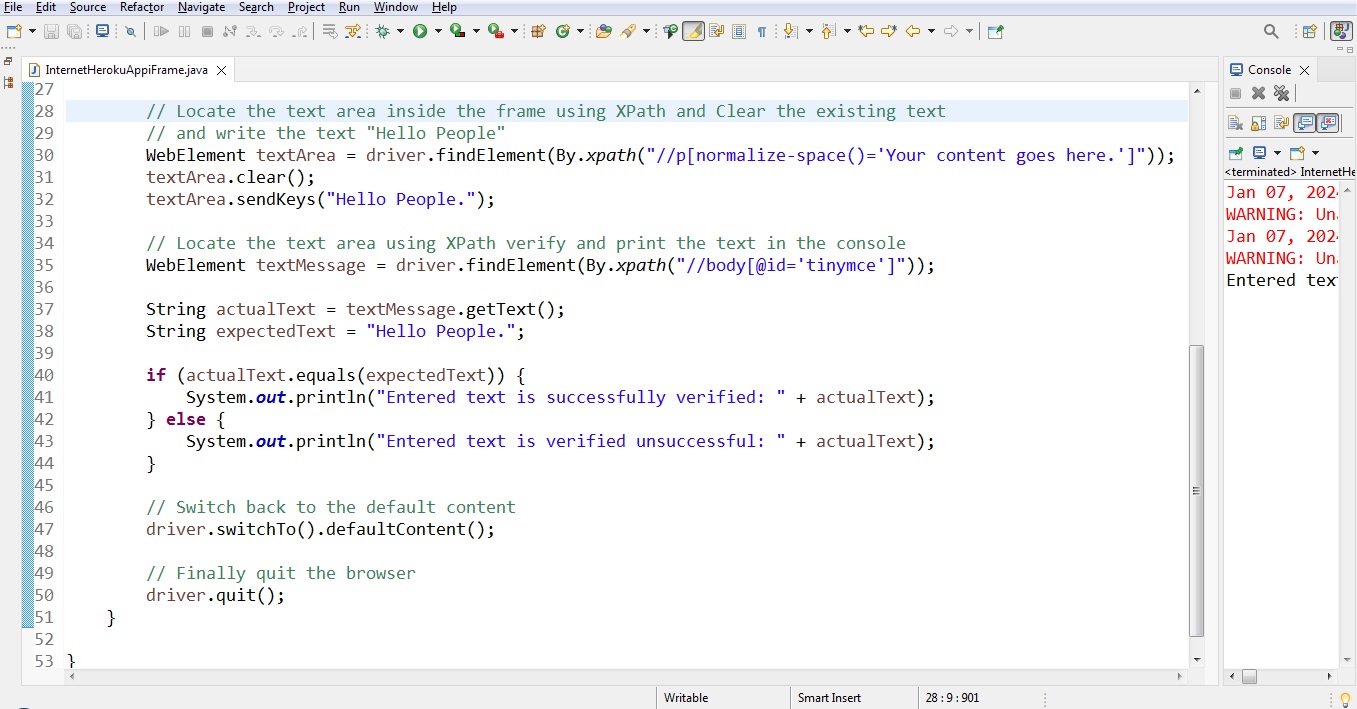 File Edit Source Refactor Navigate Search Project Run Window Help
InternetHerokuAppiFrame.java
27
28 // Locate the text area inside the frame using XPath and Clear the existing text
29 // and write the text "Hello People"
30 WebElement textArea = driver.findElement(By.xpath("//p[normalize-space()='Your content goes here.']"));
31 textArea.clear();
32 textArea.sendKeys("Hello People.");
33
34 // Locate the text area using XPath verify and print the text in the console
35 WebElement textMessage = driver.findElement(By.xpath("//body[@id='tinymce']"));
36
37 String actualText = textMessage.getText();
38 String expectedText = "Hello People.";
39
40 if (actualText.equals(expectedText)) {
41 System.out.println("Entered text is successfully verified: " + actualText);
42 } else {
43 System.out.println("Entered text is verified unsuccessful: " + actualText);
44 }
45
46 // Switch back to the default content
47 driver.switchTo().defaultContent();
48
49 // Finally quit the browser
50 driver.quit();
51 }
52
53 }
Console
<terminated> InternetHe
Jan 07, 202
WARNING: Un
Jan 07, 202
WARNING: Un
Entered tex
Writable Smart Insert 28 : 9 : 901